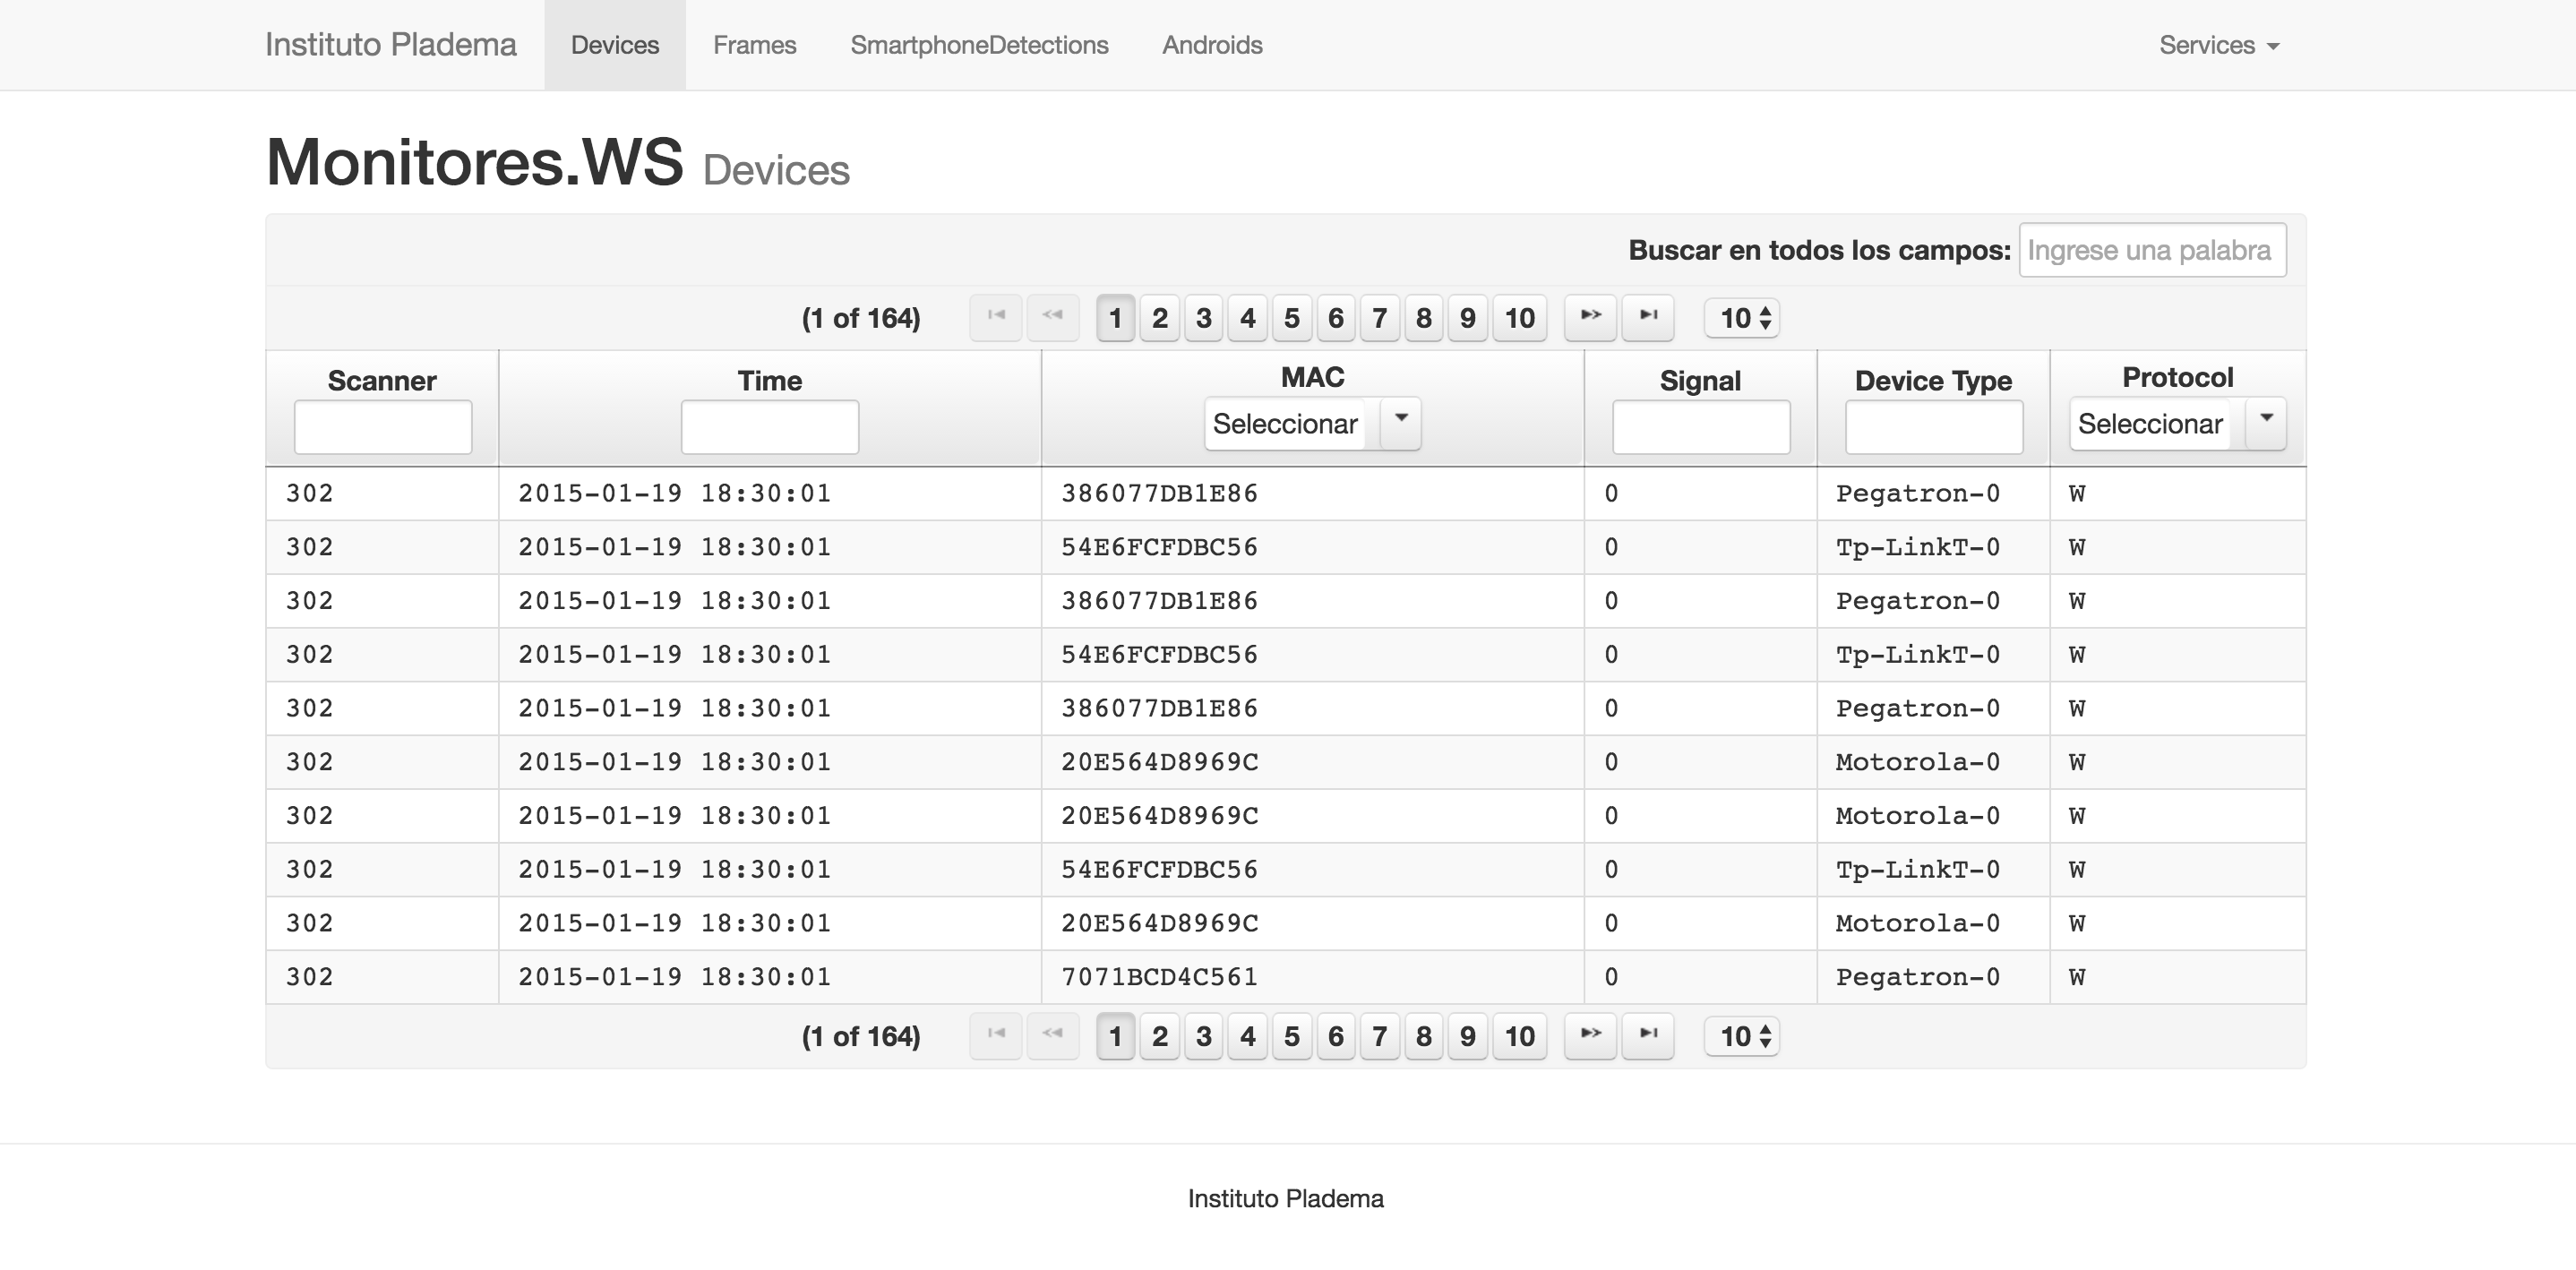 Instituto Pladema Devices Frames SmartphoneDetections Androids Services
Monitores.WS Devices
Buscar en todos los campos: Ingrese una palabra
(1 of 164) 1 2 3 4 5 6 7 8 9 10 10
Scanner Time MAC Signal Device Type Protocol
Seleccionar Seleccionar
302 2015-01-19 18:30:01 386077DB1E86 0 Pegatron-0 W
302 2015-01-19 18:30:01 54E6FCFDBC56 0 Tp-LinkT-0 W
302 2015-01-19 18:30:01 386077DB1E86 0 Pegatron-0 W
302 2015-01-19 18:30:01 54E6FCFDBC56 0 Tp-LinkT-0 W
302 2015-01-19 18:30:01 386077DB1E86 0 Pegatron-0 W
302 2015-01-19 18:30:01 20E564D8969C 0 Motorola-0 W
302 2015-01-19 18:30:01 20E564D8969C 0 Motorola-0 W
302 2015-01-19 18:30:01 54E6FCFDBC56 0 Tp-LinkT-0 W
302 2015-01-19 18:30:01 20E564D8969C 0 Motorola-0 W
302 2015-01-19 18:30:01 7071BCD4C561 0 Pegatron-0 W
(1 of 164) 1 2 3 4 5 6 7 8 9 10 10
Instituto Pladema